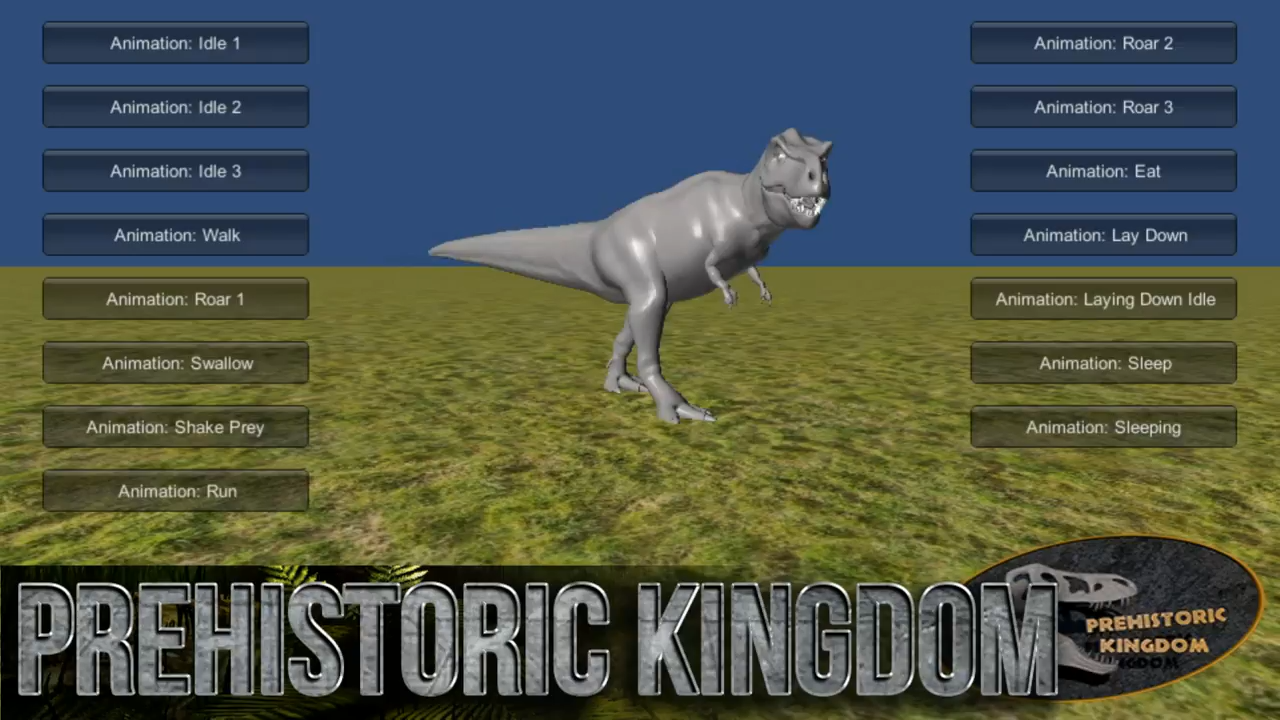 Animation: Idle 1
Animation: Idle 2
Animation: Idle 3
Animation: Walk
Animation: Roar 1
Animation: Swallow
Animation: Shake Prey
Animation: Run
Animation: Roar 2
Animation: Roar 3
Animation: Eat
Animation: Lay Down
Animation: Laying Down Idle
Animation: Sleep
Animation: Sleeping
PREHISTORIC KINGDOM
PREHISTORIC
KINGDOM